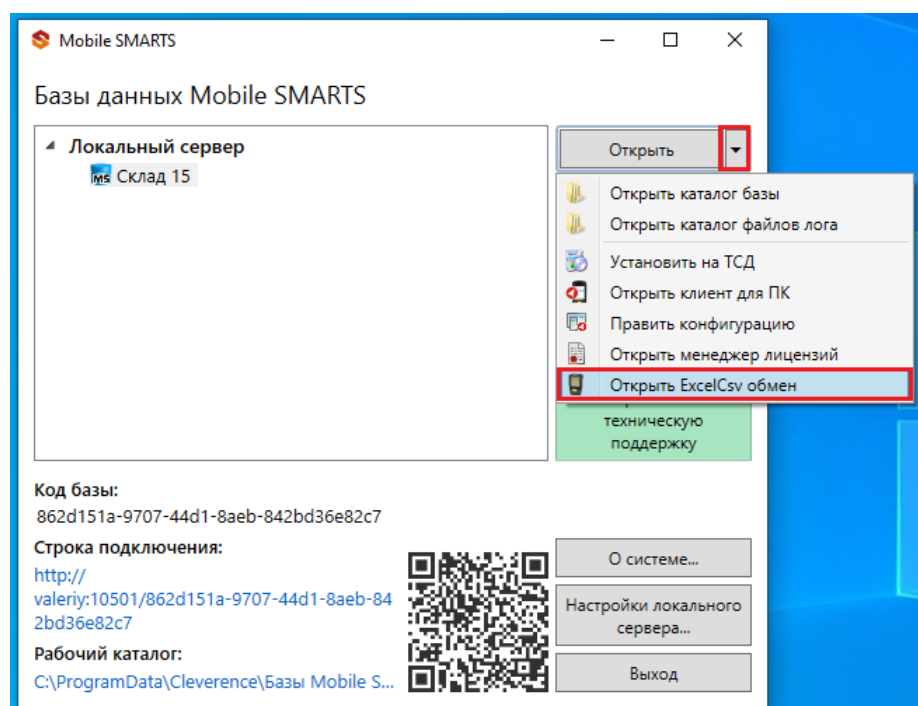 Mobile SMARTS
Базы данных Mobile SMARTS
Локальный сервер
MS Склад 15
Открыть
Открыть каталог базы
Открыть каталог файлов лога
Установить на ТСД
Открыть клиент для ПК
Править конфигурацию
Открыть менеджер лицензий
Открыть ExcelCsv обмен
техническую
поддержку
Код базы:
862d151a-9707-44d1-8aeb-842bd36e82c7
Строка подключения:
http://
valeriy:10501/862d151a-9707-44d1-8aeb-84
2bd36e82c7
Рабочий каталог:
C:\ProgramData\Cleverence\Базы Mobile S...
О системе...
Настройки локального
сервера...
Выход